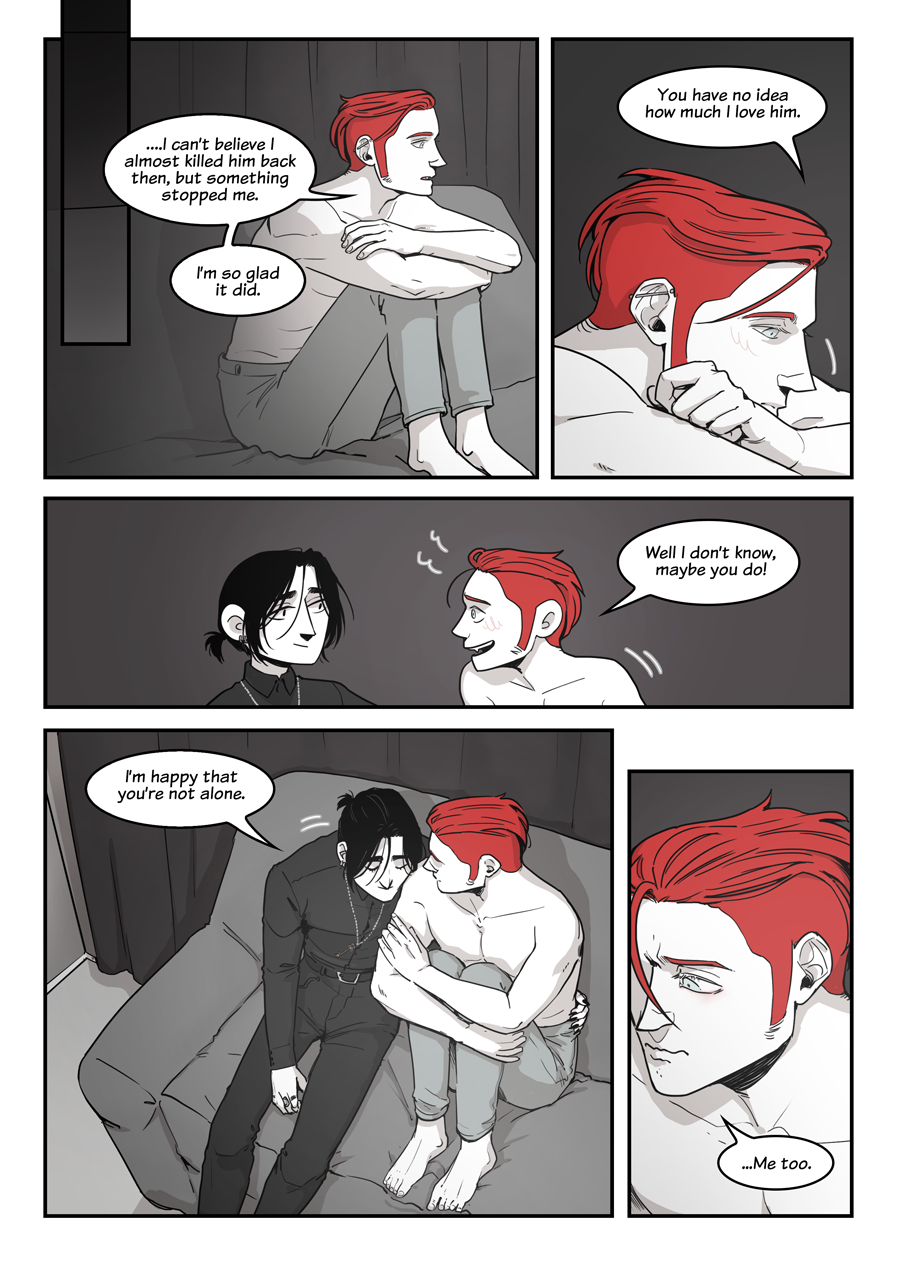 ....I can't believe I
almost killed him back
then, but something
stopped me.
I'm so glad
it did.
You have no idea
how much I love him.
Well I don't know,
maybe you do!
I'm happy that
you're not alone.
...Me too.